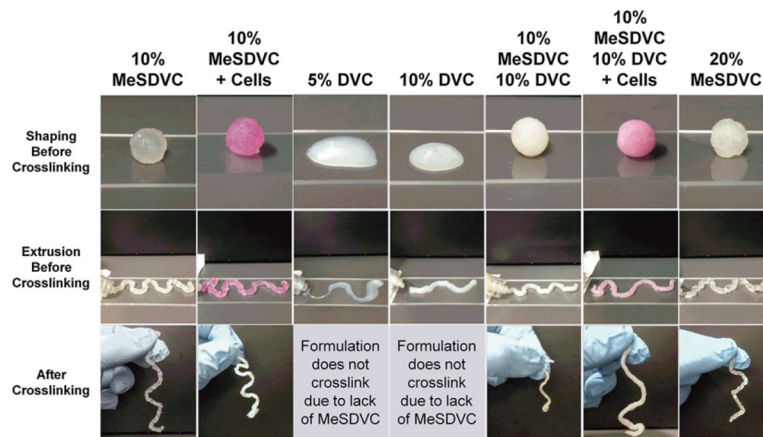 10%
MeSDVC
10%
MeSDVC
+ Cells
5% DVC
10% DVC
10%
MeSDVC
10% DVC
10%
MeSDVC
10% DVC
+ Cells
20%
MeSDVC
Shaping
Before
Crosslinking
Extrusion
Before
Crosslinking
After
Crosslinking
Formulation
does not
crosslink
due to lack
of MeSDVC
Formulation
does not
crosslink
due to lack
of MeSDVC